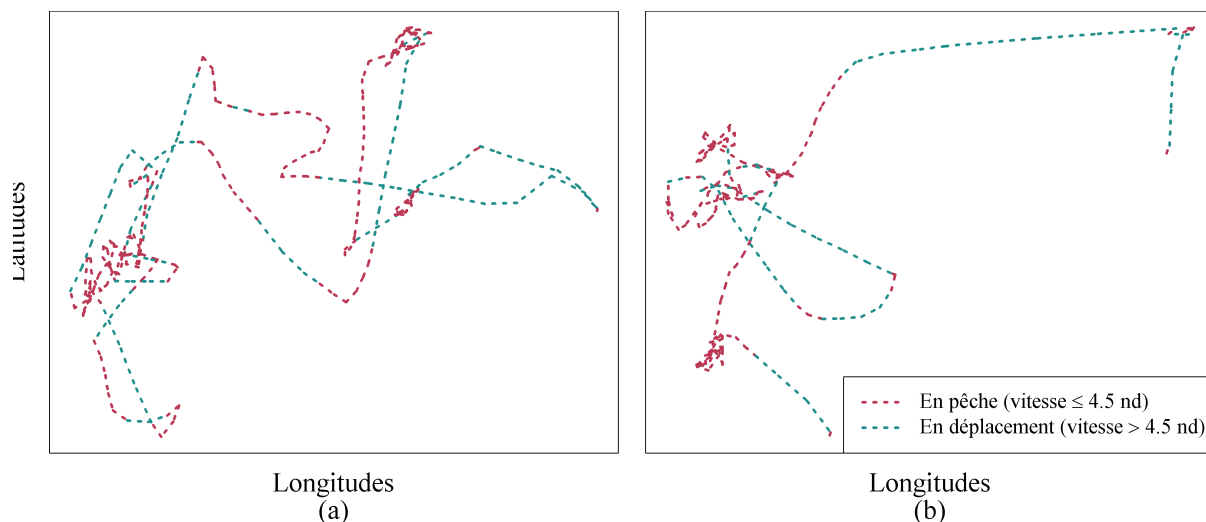 Latitudes
En pêche (vitesse ≤ 4.5 nd)
En déplacement (vitesse > 4.5 nd)
Longitudes
Longitudes
(a)
(b)